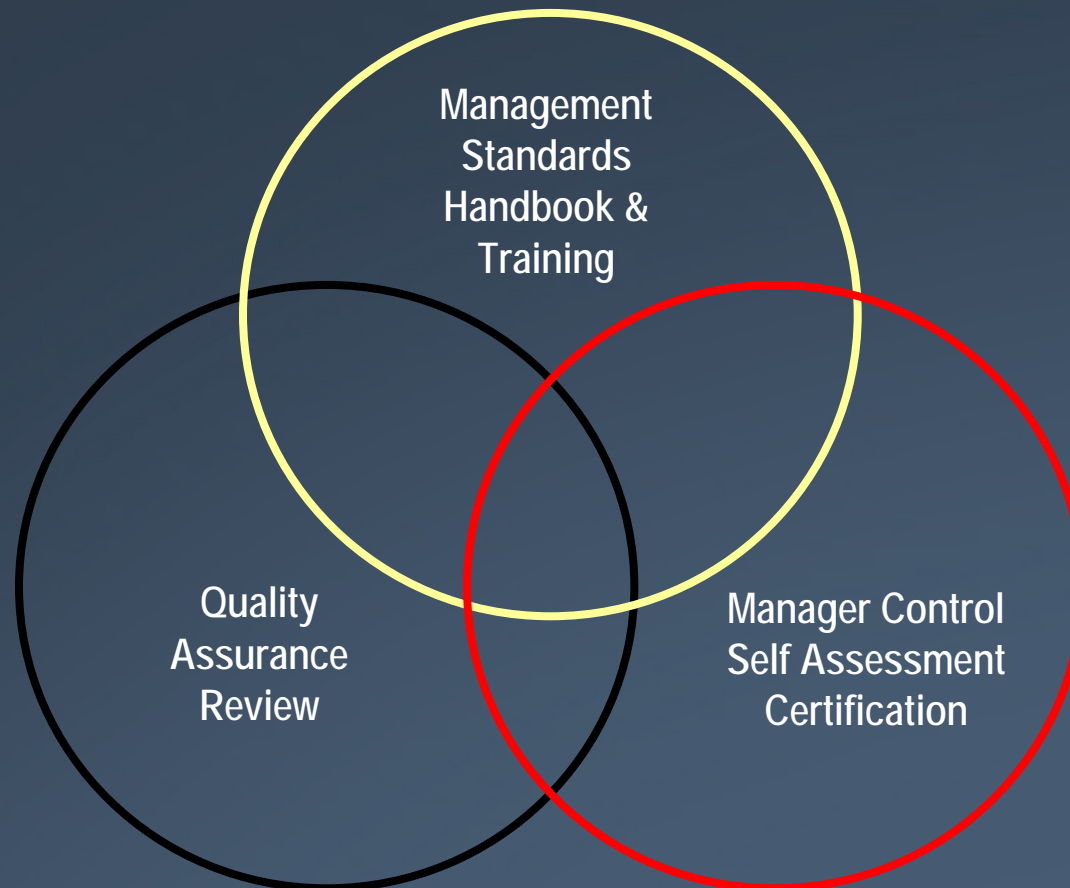 Management
Standards
Handbook &
Training
Quality
Assurance
Review
Manager Control
Self Assessment
Certification